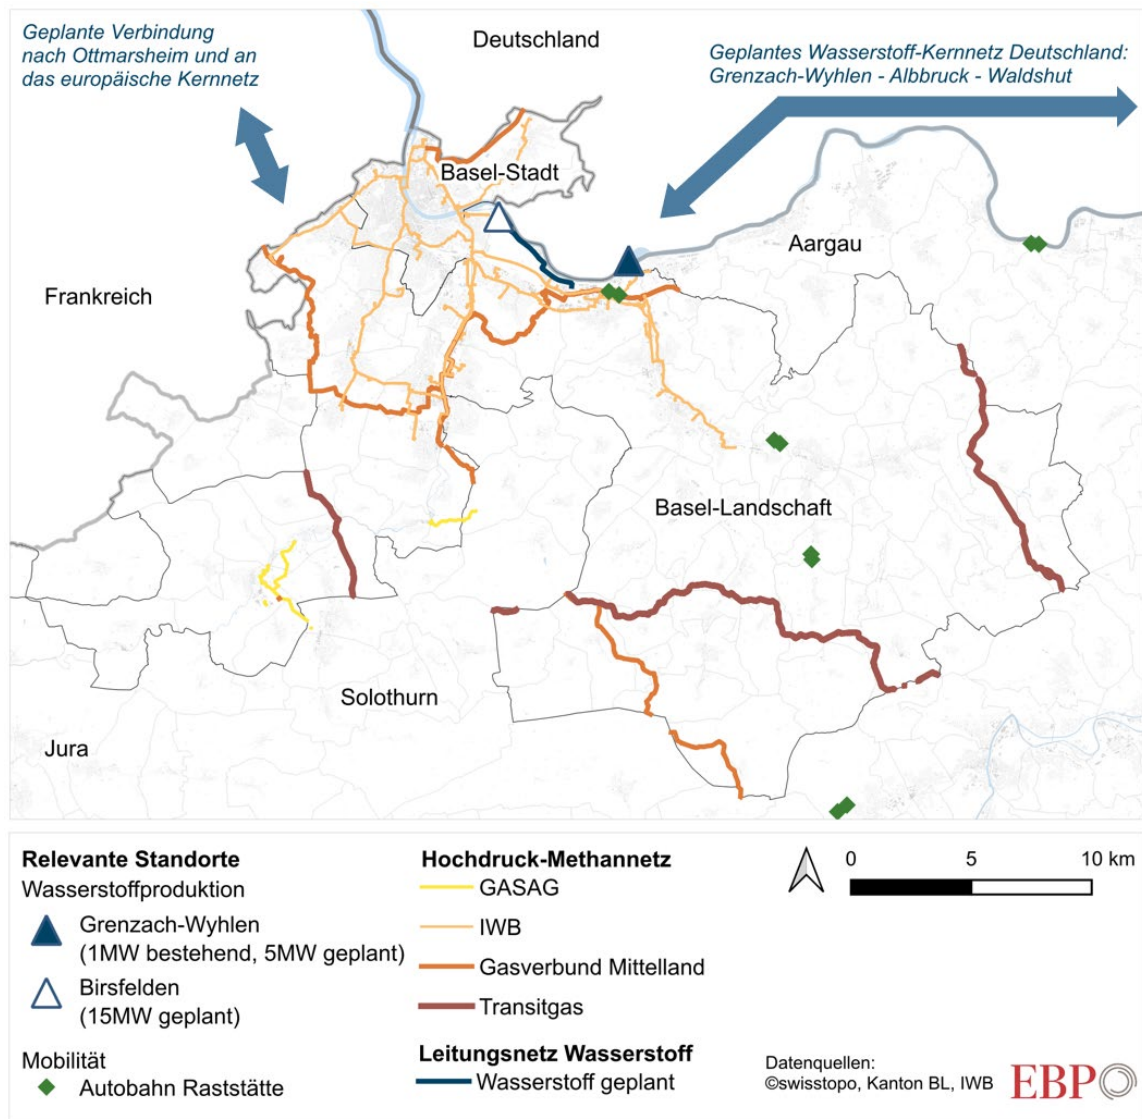 Geplante Verbindung
nach Ottmarsheim und an
das europäische Kernnetz
Deutschland
Geplantes Wasserstoff-Kernnetz Deutschland:
Grenzach-Wyhlen - Albbruck - Waldshut
Basel-Stadt
Aargau
Frankreich
Basel-Landschaft
Solothurn
Jura
Relevante Standorte
Wasserstoffproduktion
Grenzach-Wyhlen
(1MW bestehend, 5MW geplant)
Birsfelden
(15MW geplant)
Mobilität
Autobahn Raststätte
Hochdruck-Methannetz
GASAG
IWB
Gasverbund Mittelland
Transitgas
Leitungsnetz Wasserstoff
Wasserstoff geplant
0 5 10 km
Datenquellen:
©swisstopo, Kanton BL, IWB
EBP